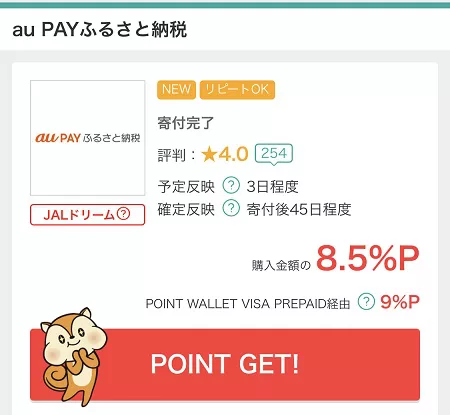 au PAYふるさと納税
NEW リピートOK
寄付完了
評判：★4.0 254
au PAY ふるさと納税
予定反映 ? 3日程度
確定反映 ? 寄付後45日程度
JALドリーム?
購入金額の 8.5%P
POINT WALLET VISA PREPAID経由 ? 9%P
POINT GET!